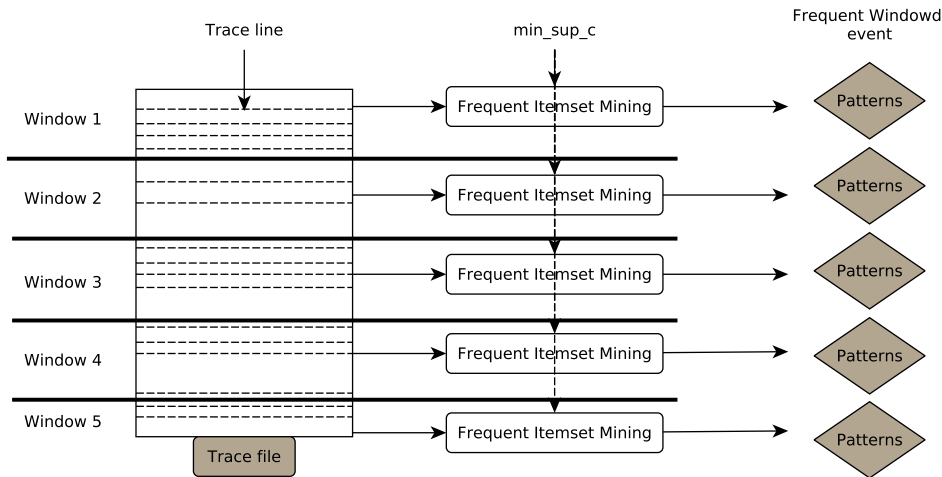 Trace line
min_sup_c
Frequent Windowd
event
Window 1
Frequent Itemset Mining
Patterns
Window 2
Frequent Itemset Mining
Patterns
Window 3
Frequent Itemset Mining
Patterns
Window 4
Frequent Itemset Mining
Patterns
Window 5
Frequent Itemset Mining
Patterns
Trace file